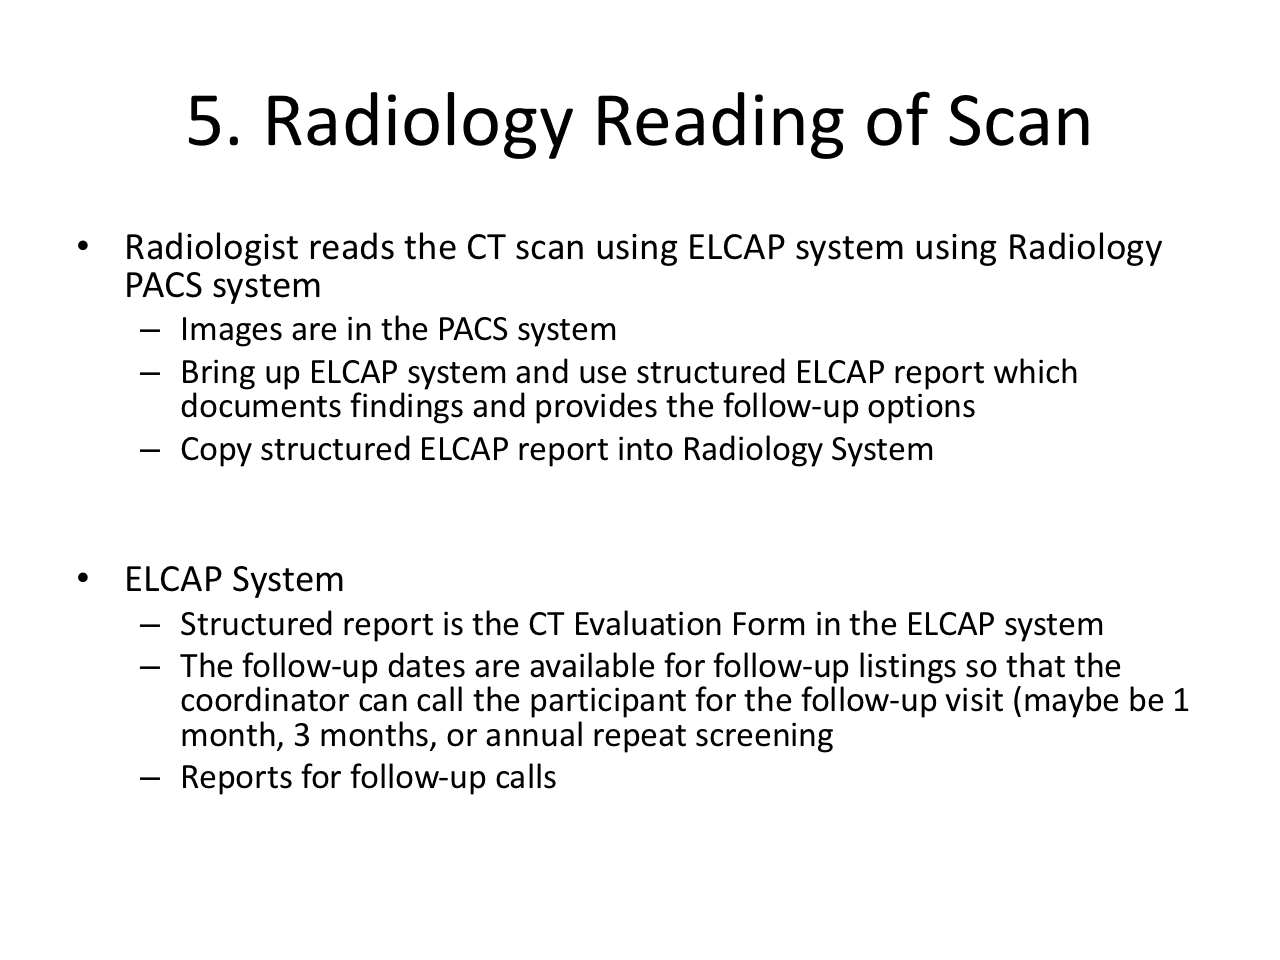 5. Radiology Reading of Scan
• Radiologist reads the CT scan using ELCAP system using Radiology
PACS system
– Images are in the PACS system
– Bring up ELCAP system and use structured ELCAP report which
documents findings and provides the follow-up options
– Copy structured ELCAP report into Radiology System
• ELCAP System
– Structured report is the CT Evaluation Form in the ELCAP system
– The follow-up dates are available for follow-up listings so that the
coordinator can call the participant for the follow-up visit (maybe be 1
month, 3 months, or annual repeat screening
– Reports for follow-up calls